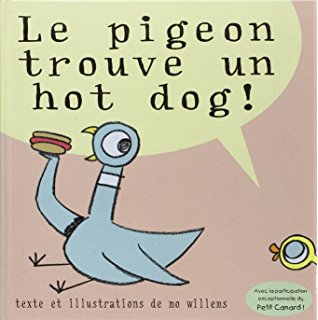 Le pigeon
trouve un
hot dog!
texte et illustrations de mo willems
Avec la participation
exceptionnelle du
Petit Canard !